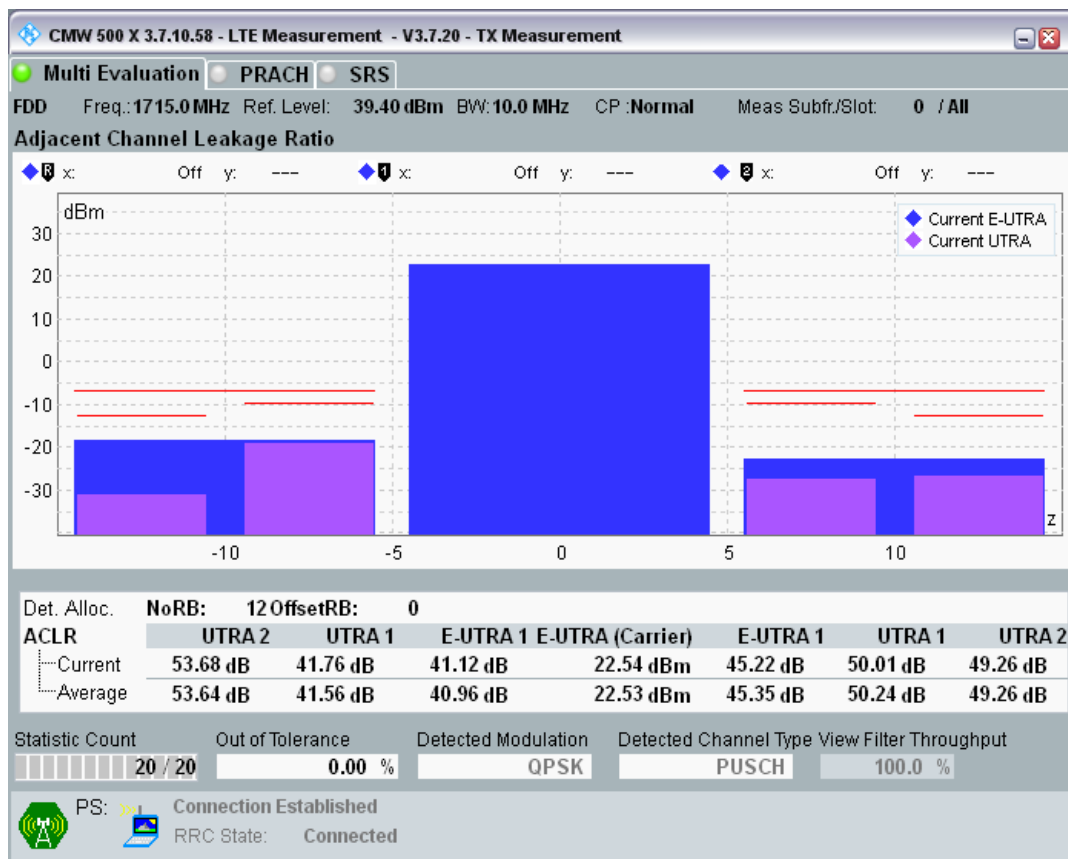 CMW 500 X 3.7.10.58 - LTE Measurement - V3.7.20 - TX Measurement
Multi Evaluation PRACH SRS
FDD Freq.: 1715.0 MHz Ref. Level: 39.40 dBm BW: 10.0 MHz CP :Normal Meas Subfr./Slot: 0 / All
Adjacent Channel Leakage Ratio
R x: Off y: --- 1 x: Off y: --- 2 x: Off y: ---
dBm
Current E-UTRA
Current UTRA
30
20
10
0
-10
-20
-30
z
-10 -5 0 5 10
Det. Alloc. NoRB: 12 OffsetRB: 0
ACLR UTRA 2 UTRA 1 E-UTRA 1 E-UTRA (Carrier) E-UTRA 1 UTRA 1 UTRA 2
Current 53.68 dB 41.76 dB 41.12 dB 22.54 dBm 45.22 dB 50.01 dB 49.26 dB
Average 53.64 dB 41.56 dB 40.96 dB 22.53 dBm 45.35 dB 50.24 dB 49.26 dB
Statistic Count Out of Tolerance Detected Modulation Detected Channel Type View Filter Throughput
20 / 20 0.00 % QPSK PUSCH 100.0 %
PS: Connection Established
RRC State: Connected